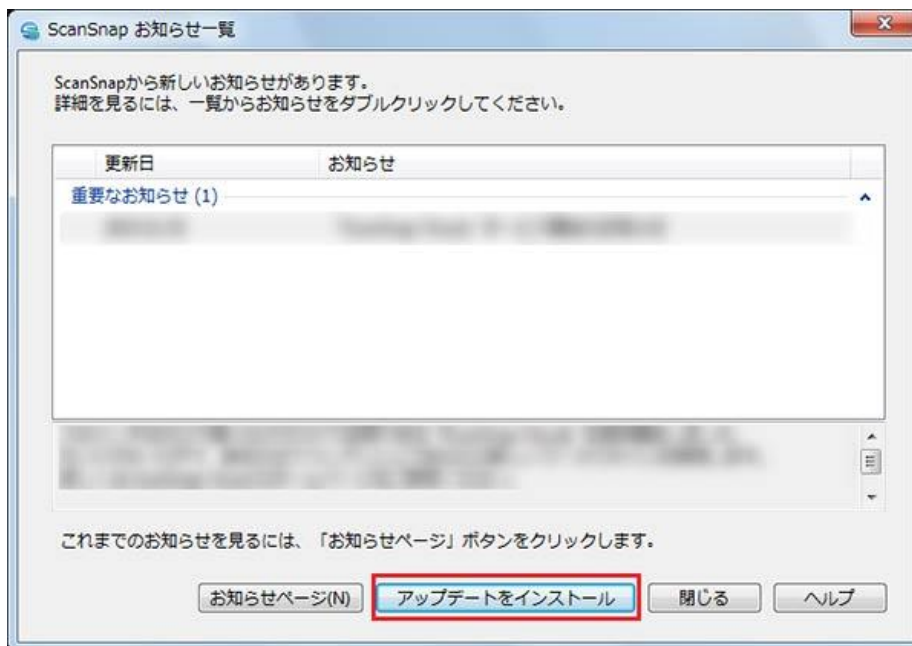 ScanSnap お知らせ一覧
ScanSnapから新しいお知らせがあります。
詳細を見るには、一覧からお知らせをダブルクリックしてください。
更新日 お知らせ
重要なお知らせ (1)
これまでのお知らせを見るには、「お知らせページ」ボタンをクリックします。
お知らせページ(N) アップデートをインストール 閉じる ヘルプ